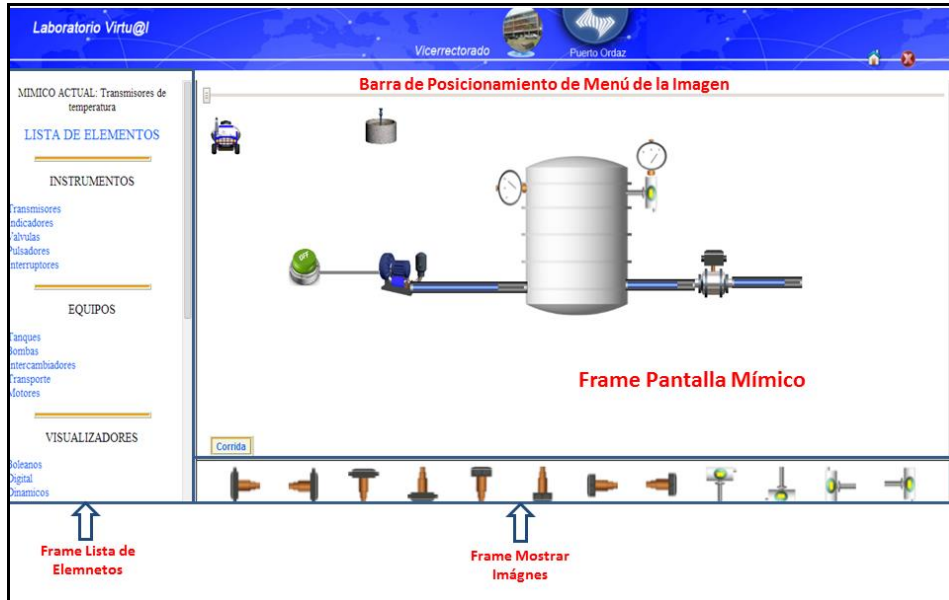 Laboratorio Virtu@l
Vicerrectorado
Puerto Ordaz
Barra de Posicionamiento de Menú de la Imagen
MIMICO ACTUAL: Transmisores de
temperatura
LISTA DE ELEMENTOS
INSTRUMENTOS
Transmisores
Indicadores
Valvulas
Pulsadores
Interruptores
EQUIPOS
Tanques
Bombas
Intercambiadores
Transporte
Motores
VISUALIZADORES
Boleanos
Digital
Dinamicos
OFF
Frame Pantalla Mímico
Corrida
Frame Lista de
Elemnetos
Frame Mostrar
Imágnes